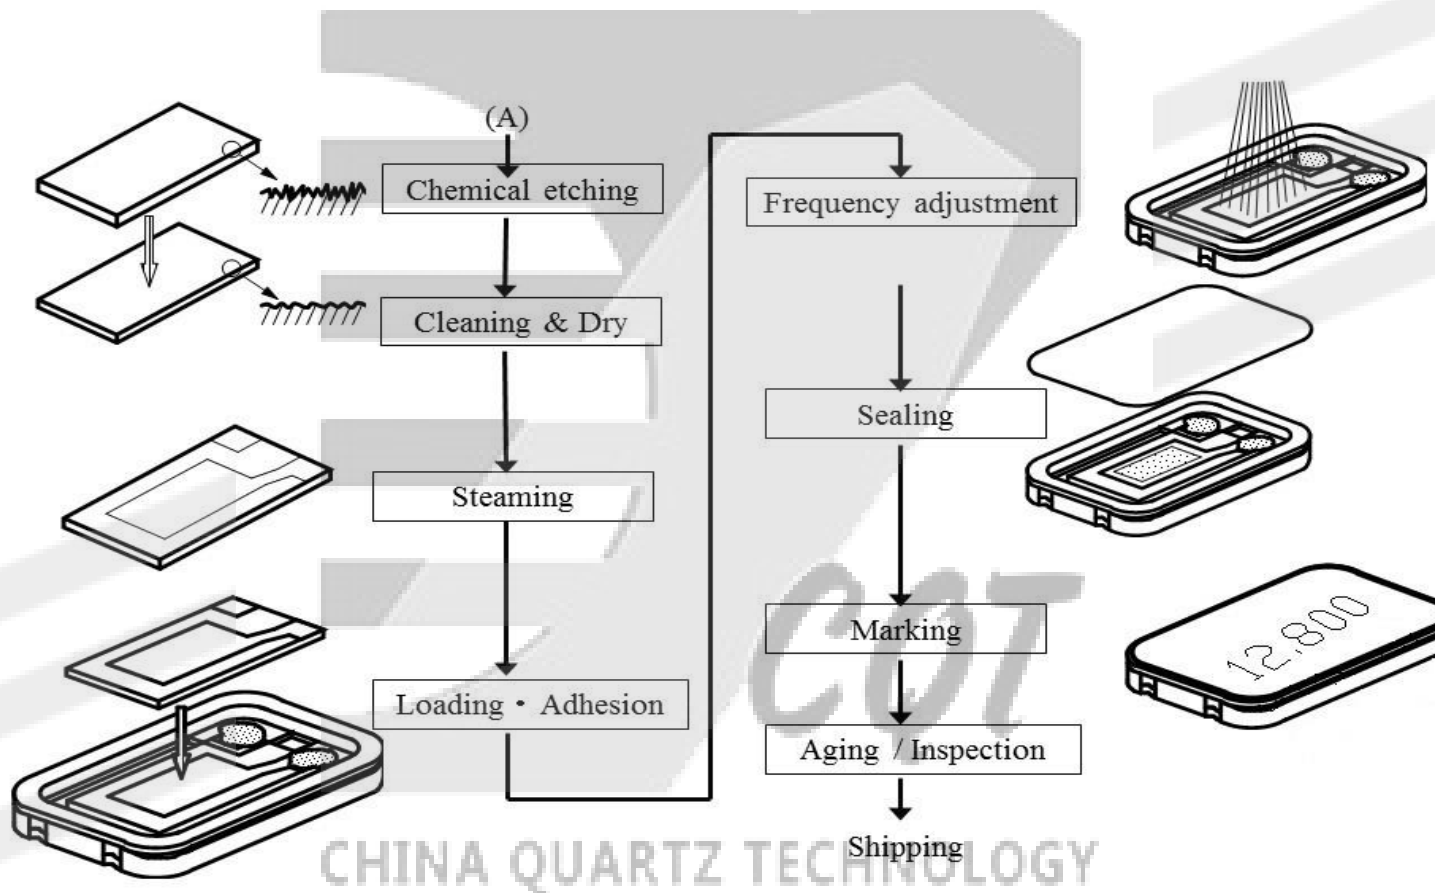 (A)
Chemical etching
Cleaning & Dry
Steaming
Loading・Adhesion
Frequency adjustment
Sealing
Marking
Aging / Inspection
Shipping
12.800
CQT
CHINA QUARTZ TECHNOLOGY